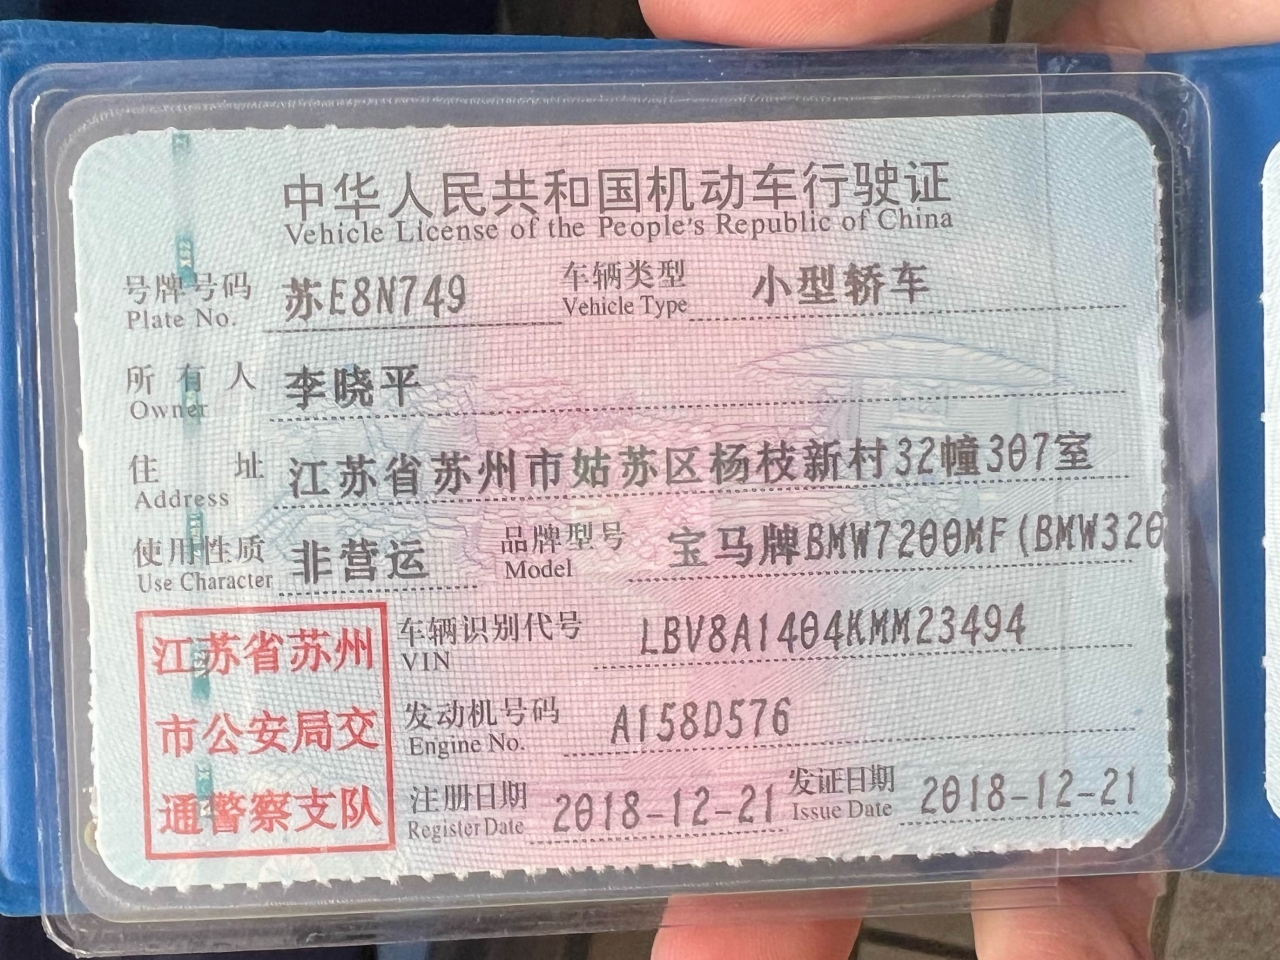 中华人民共和国机动车行驶证
Vehicle License of the People's Republic of China
号牌号码 苏E8N749 车辆类型 小型轿车
Plate No. Vehicle Type
所有人 李晓平
Owner
住址 江苏省苏州市姑苏区杨枝新村32幢307室
Address
使用性质 非营运 品牌型号 宝马牌BMW7200MF(BMW320
Use Character Model
江苏省苏州
市公安局交
通警察支队
车辆识别代号 LBV8A1404KMM23494
VIN
发动机号码 A158D576
Engine No.
注册日期 2018-12-21 发证日期 2018-12-21
Register Date Issue Date